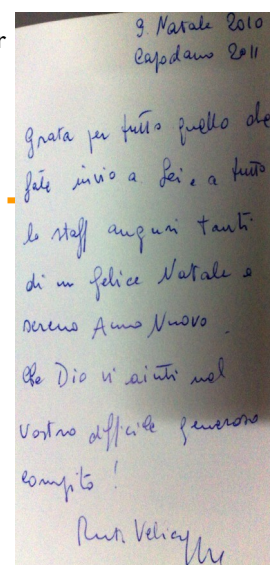 S. Natale 2010
Capodano 2011
grata per tutto quello che
fate invio a Lei e a tutto
lo staff auguri tanti
di un felice Natale e
sereno Anno Nuovo.
Che Dio vi aiuti nel
vostro difficile generoso
compito!